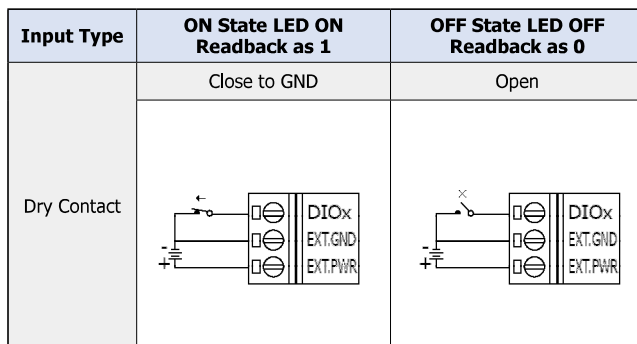 Input Type
ON State LED ON
Readback as 1
OFF State LED OFF
Readback as 0
Close to GND
Open
Dry Contact
DIOx
EXT.GND
EXT.PWR
-
+
DIOx
EXT.GND
EXT.PWR
-
+